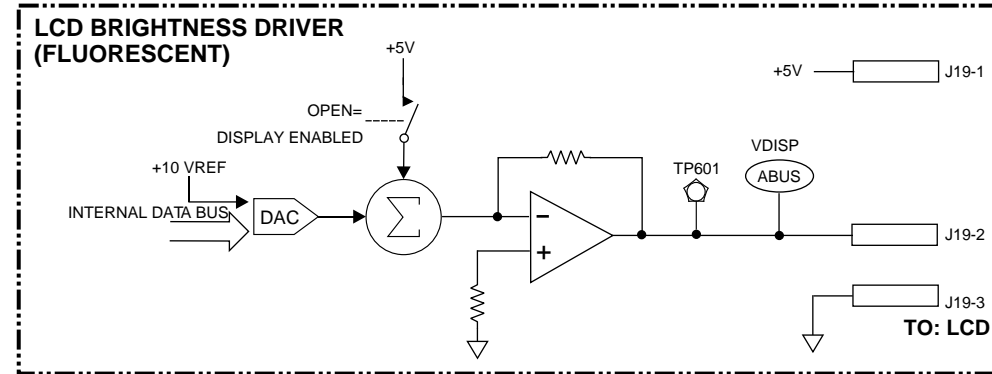 LCD BRIGHTNESS DRIVER
(FLUORESCENT)
+5V
+5V
J19-1
OPEN=
DISPLAY ENABLED
VDISP
+10 VREF
TP601
ABUS
INTERNAL DATA BUS
DAC
Σ
−
+
J19-2
J19-3
TO: LCD